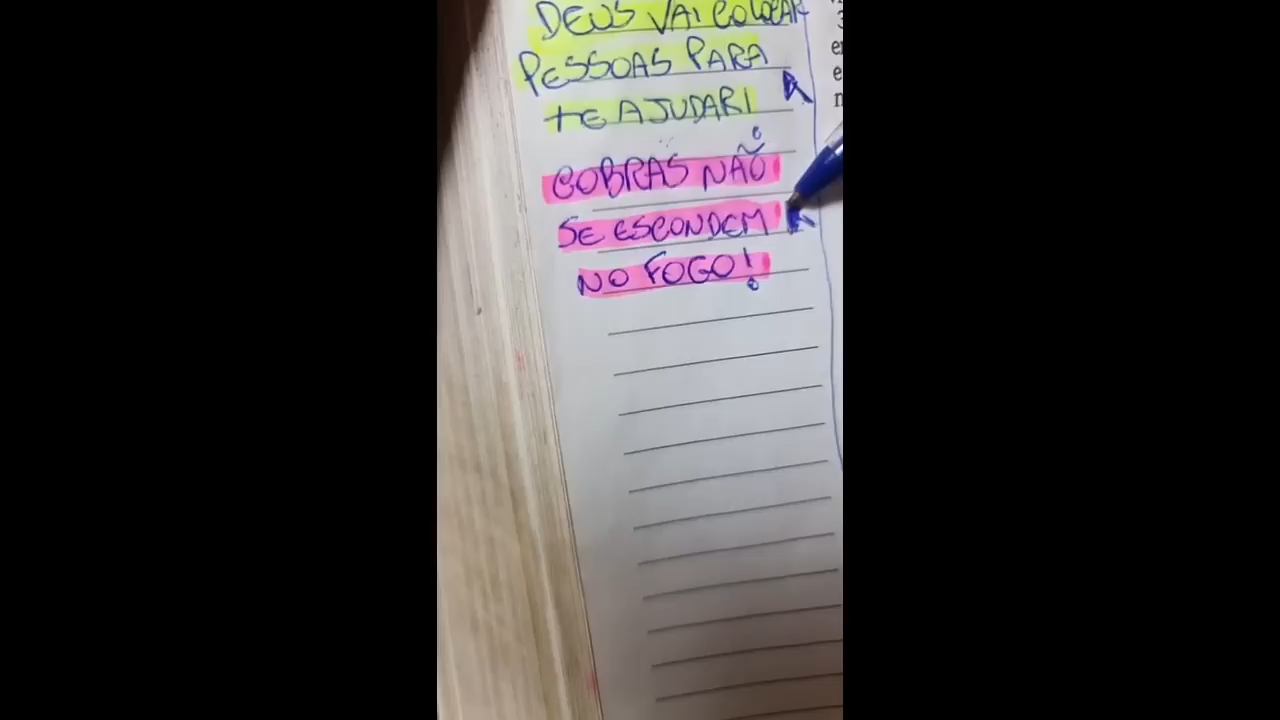 DEUS VAI COLOCAR
PESSOAS PARA
TE AJUDAR!
COBRAS NÃO
SE ESCONDEM
NO FOGO!